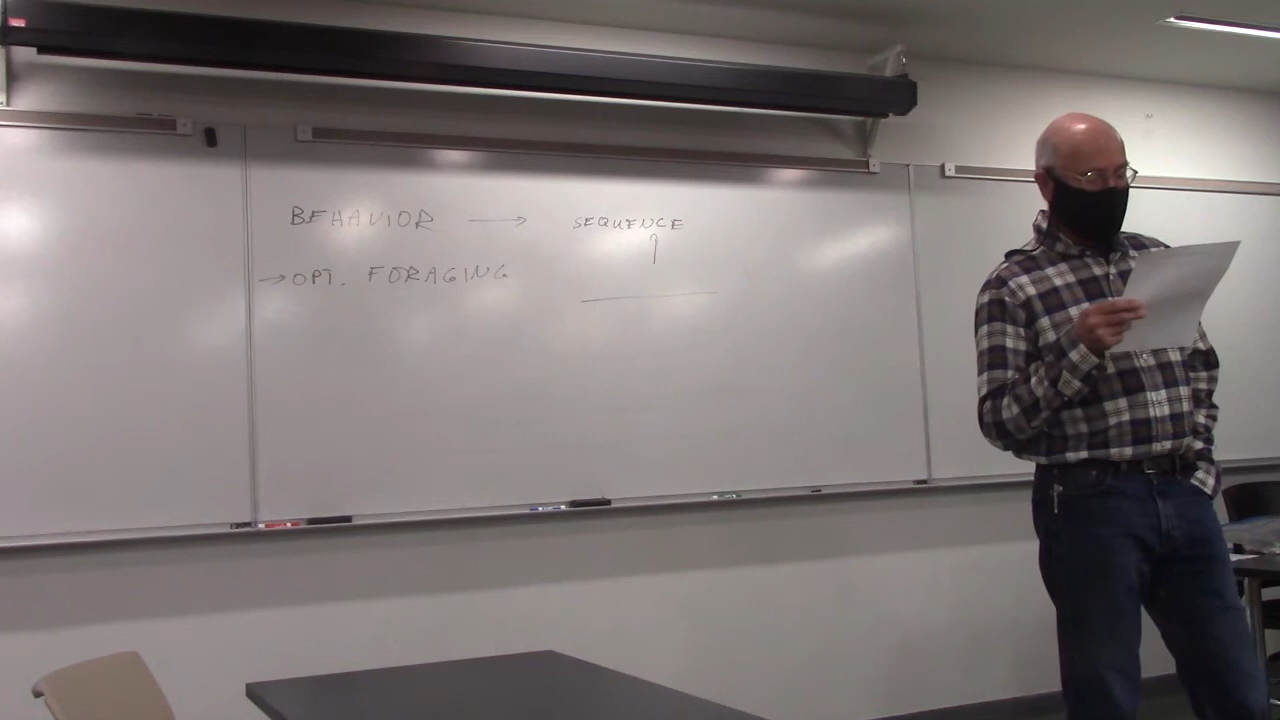 BEHAVIOR → SEQUENCE
→ OPT. FORAGING